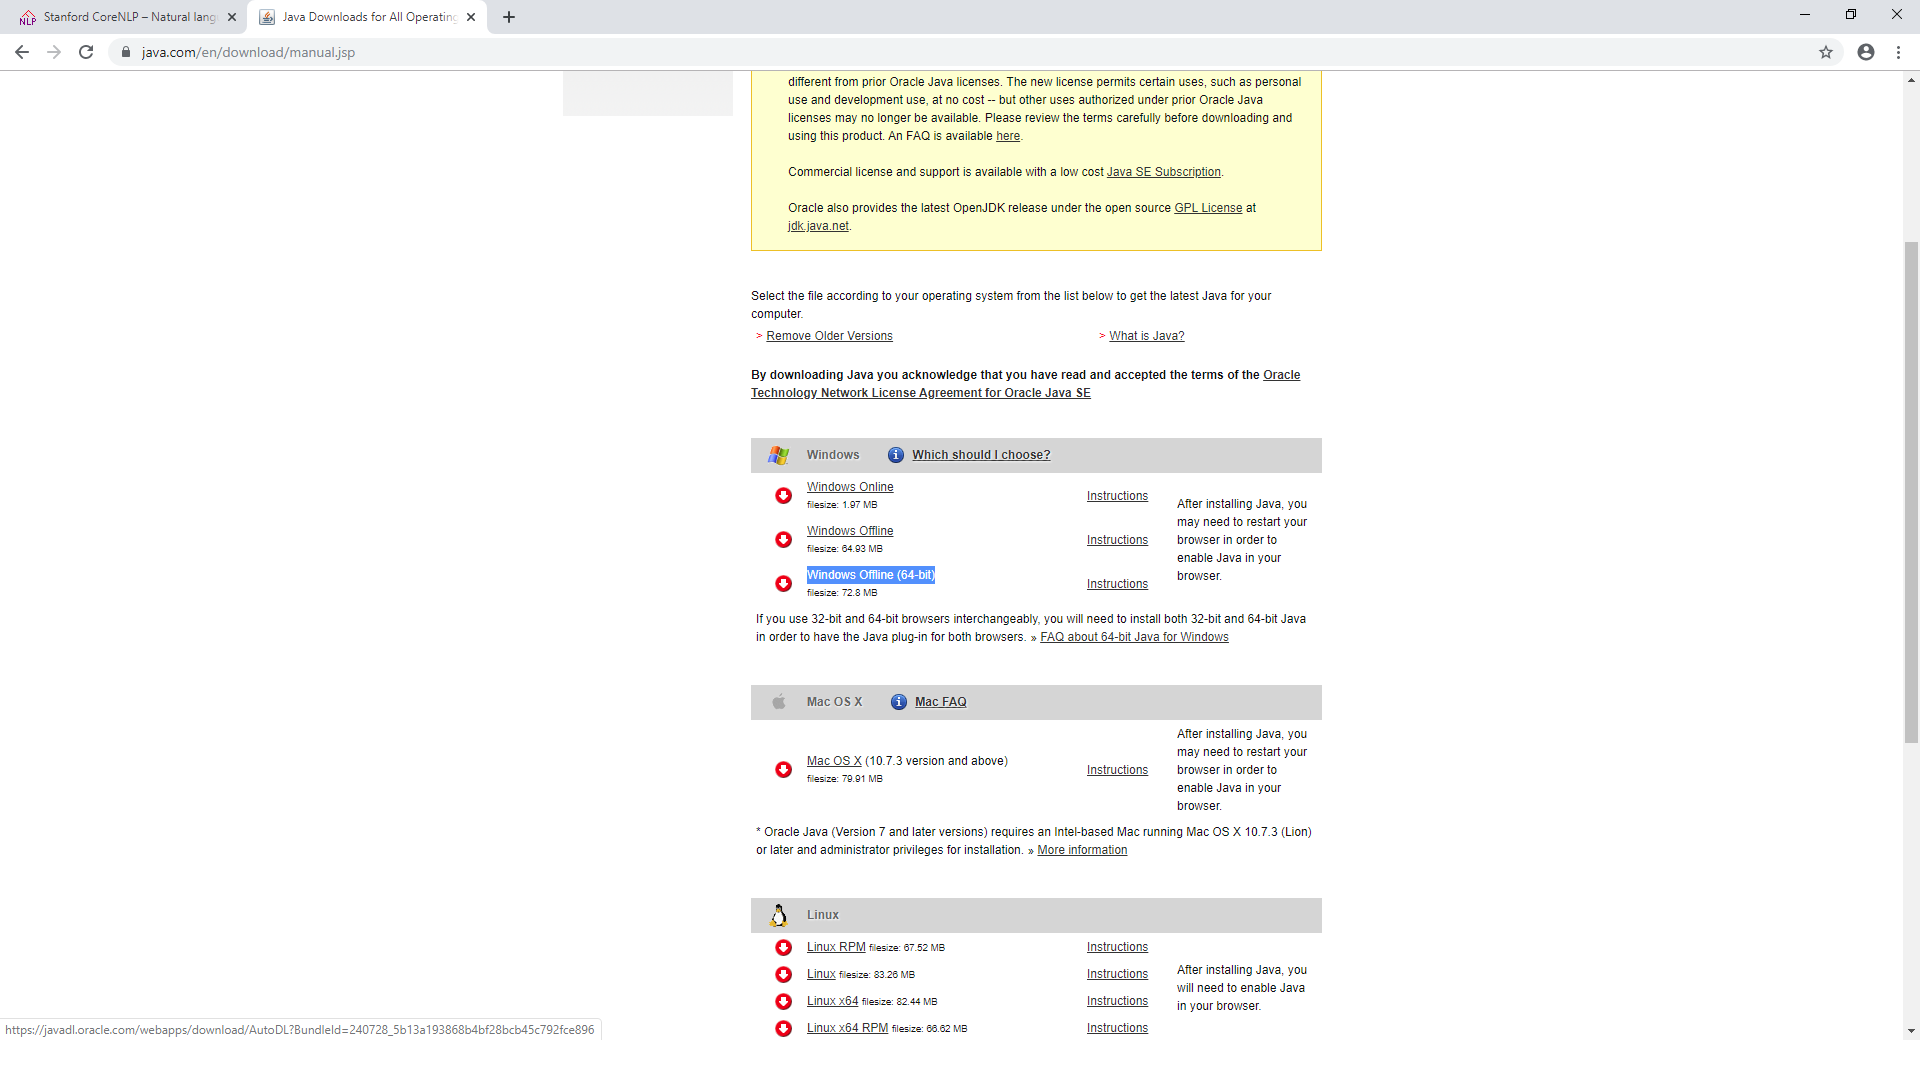 Stanford CoreNLP – Natural lang
Java Downloads for All Operating
java.com/en/download/manual.jsp
different from prior Oracle Java licenses. The new license permits certain uses, such as personal
use and development use, at no cost -- but other uses authorized under prior Oracle Java
licenses may no longer be available. Please review the terms carefully before downloading and
using this product. An FAQ is available here.
Commercial license and support is available with a low cost Java SE Subscription.
Oracle also provides the latest OpenJDK release under the open source GPL License at
jdk.java.net.
Select the file according to your operating system from the list below to get the latest Java for your
computer.
> Remove Older Versions
> What is Java?
By downloading Java you acknowledge that you have read and accepted the terms of the Oracle
Technology Network License Agreement for Oracle Java SE
Windows
Which should I choose?
Windows Online
filesize: 1.97 MB
Instructions
Windows Offline
filesize: 64.93 MB
Instructions
Windows Offline (64-bit)
filesize: 72.8 MB
Instructions
After installing Java, you
may need to restart your
browser in order to
enable Java in your
browser.
If you use 32-bit and 64-bit browsers interchangeably, you will need to install both 32-bit and 64-bit Java
in order to have the Java plug-in for both browsers. » FAQ about 64-bit Java for Windows
Mac OS X
Mac FAQ
Mac OS X (10.7.3 version and above)
filesize: 79.91 MB
Instructions
After installing Java, you
may need to restart your
browser in order to
enable Java in your
browser.
* Oracle Java (Version 7 and later versions) requires an Intel-based Mac running Mac OS X 10.7.3 (Lion)
or later and administrator privileges for installation. » More information
Linux
Linux RPM filesize: 67.52 MB
Instructions
Linux filesize: 83.26 MB
Instructions
Linux x64 filesize: 82.44 MB
Instructions
Linux x64 RPM filesize: 66.62 MB
Instructions
After installing Java, you
will need to enable Java
in your browser.
https://javadl.oracle.com/webapps/download/AutoDL?BundleId=240728_5b13a193868b4bf28bcb45c792fce896